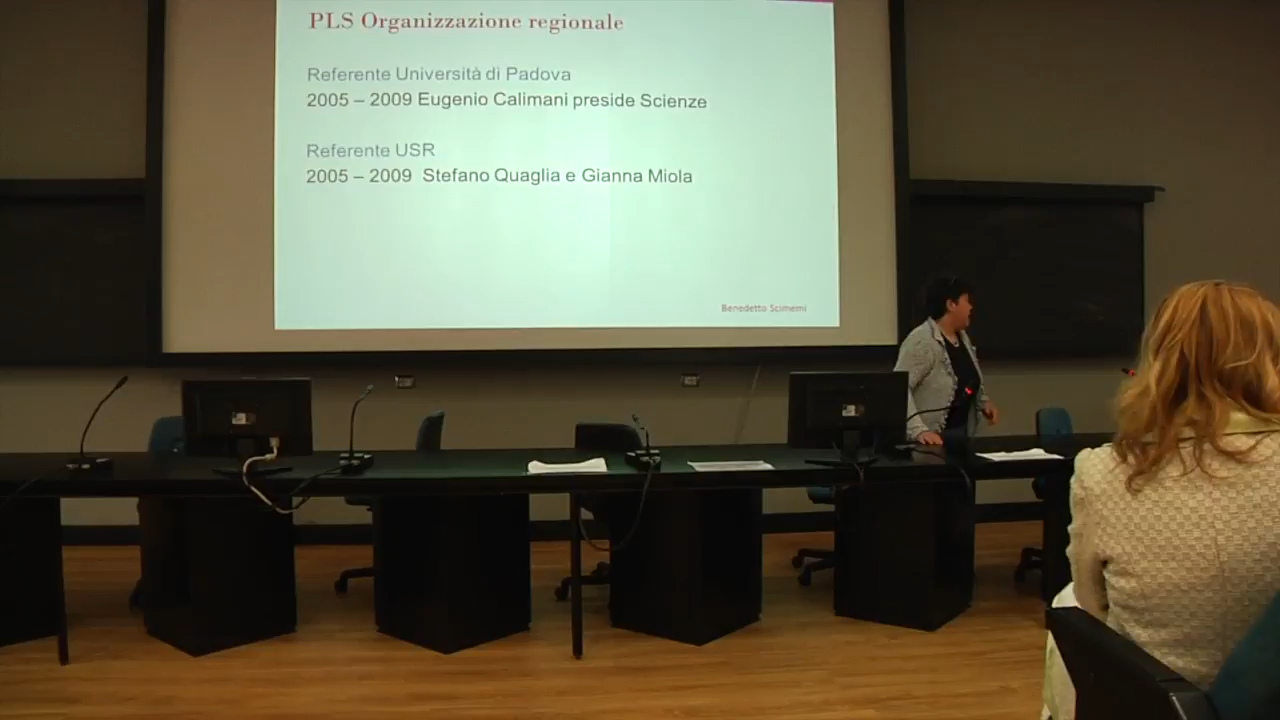 PLS Organizzazione regionale
Referente Università di Padova
2005 – 2009 Eugenio Calimani preside Scienze
Referente USR
2005 – 2009 Stefano Quaglia e Gianna Miola
Benedetto Scimemi